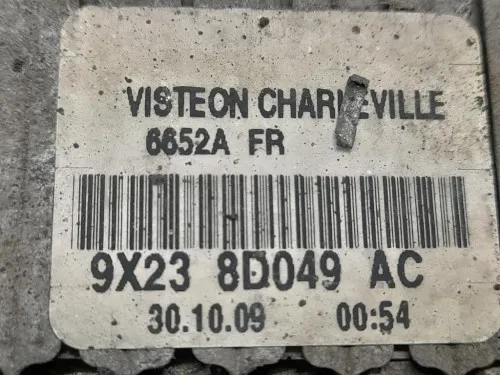 VISTEON CHARLEVILLE
6652A FR
9X23 8D049 AC
30.10.09 00:54